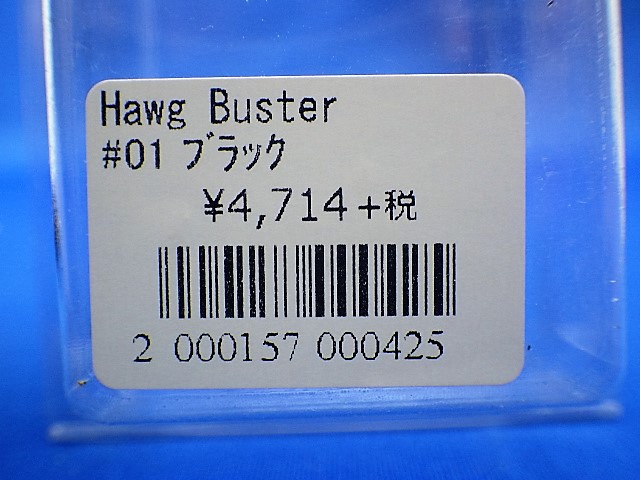 Hawg Buster
#01 ﾌﾞﾗｯｸ
¥4,714+税
2 000157 000425